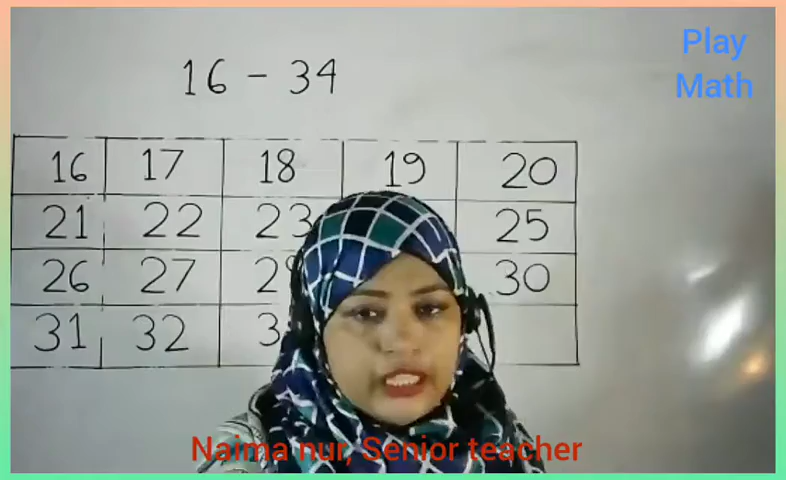 Play
Math
16 - 34
16 17 18 19 20
21 22 23 25
26 27 30
31 32
Naima nur, Senior teacher